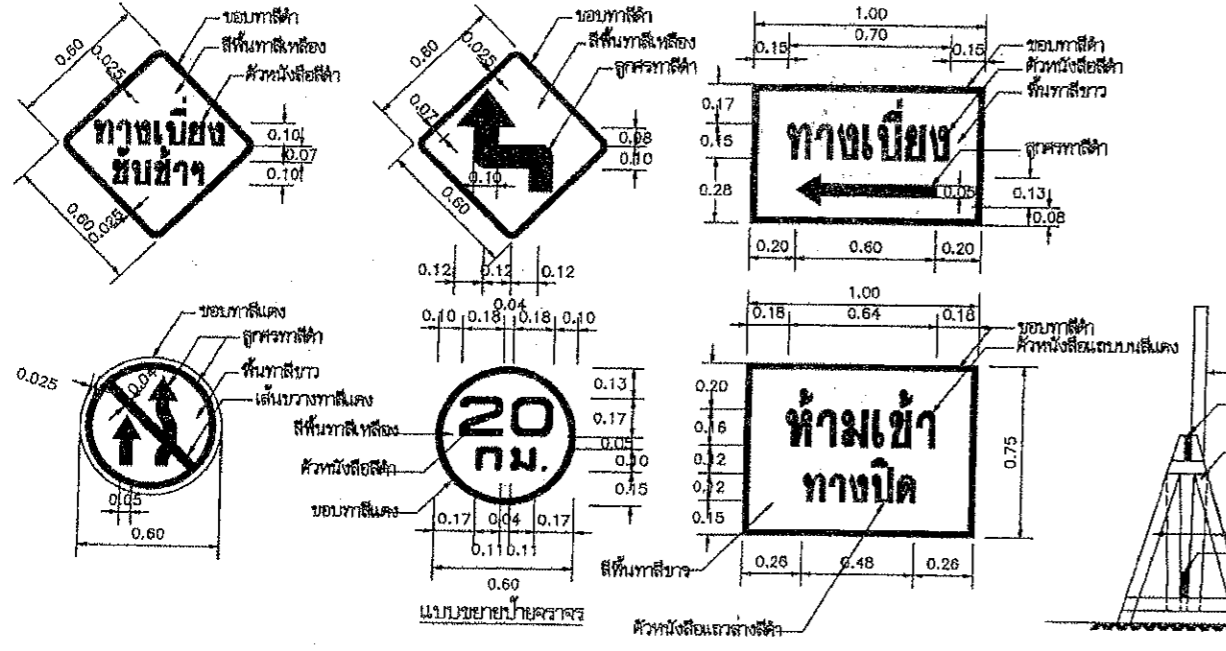 ขอบทาสีดำ
สีพื้นทาสีเหลือง
ตัวหนังสือสีดำ
0.60
0.025
ทางเบี่ยง
ขับช้าๆ
0.10
0.07
0.10
0.60
0.025
ขอบทาสีดำ
สีพื้นทาสีเหลือง
ลูกศรทาสีดำ
0.60
0.025
0.07
0.08
0.10
0.10
0.60
0.12
0.12
0.12
1.00
0.15
0.70
0.15
ขอบทาสีดำ
ตัวหนังสือสีดำ
พื้นทาสีขาว
ลูกศรทาสีดำ
0.17
0.15
0.28
ทางเบี่ยง
0.05
0.13
0.08
0.20
0.60
0.20
ขอบทาสีแดง
ลูกศรทาสีดำ
พื้นทาสีขาว
เส้นขวางทาสีแดง
0.025
0.04
0.05
0.60
0.04
0.10
0.18
0.18
0.10
20
กม.
0.13
0.17
0.05
0.10
0.15
สีพื้นทาสีเหลือง
ตัวหนังสือสีดำ
ขอบทาสีแดง
0.17
0.04
0.17
0.11
0.11
0.60
แบบขยายป้ายจราจร
1.00
0.18
0.64
0.18
ขอบทาสีดำ
ตัวหนังสือแถบบนสีแดง
0.20
0.16
0.12
0.12
0.15
ห้ามเข้า
ทางปิด
0.75
สีพื้นทาสีขาว
0.26
0.48
0.26
ตัวหนังสือแถวล่างสีดำ